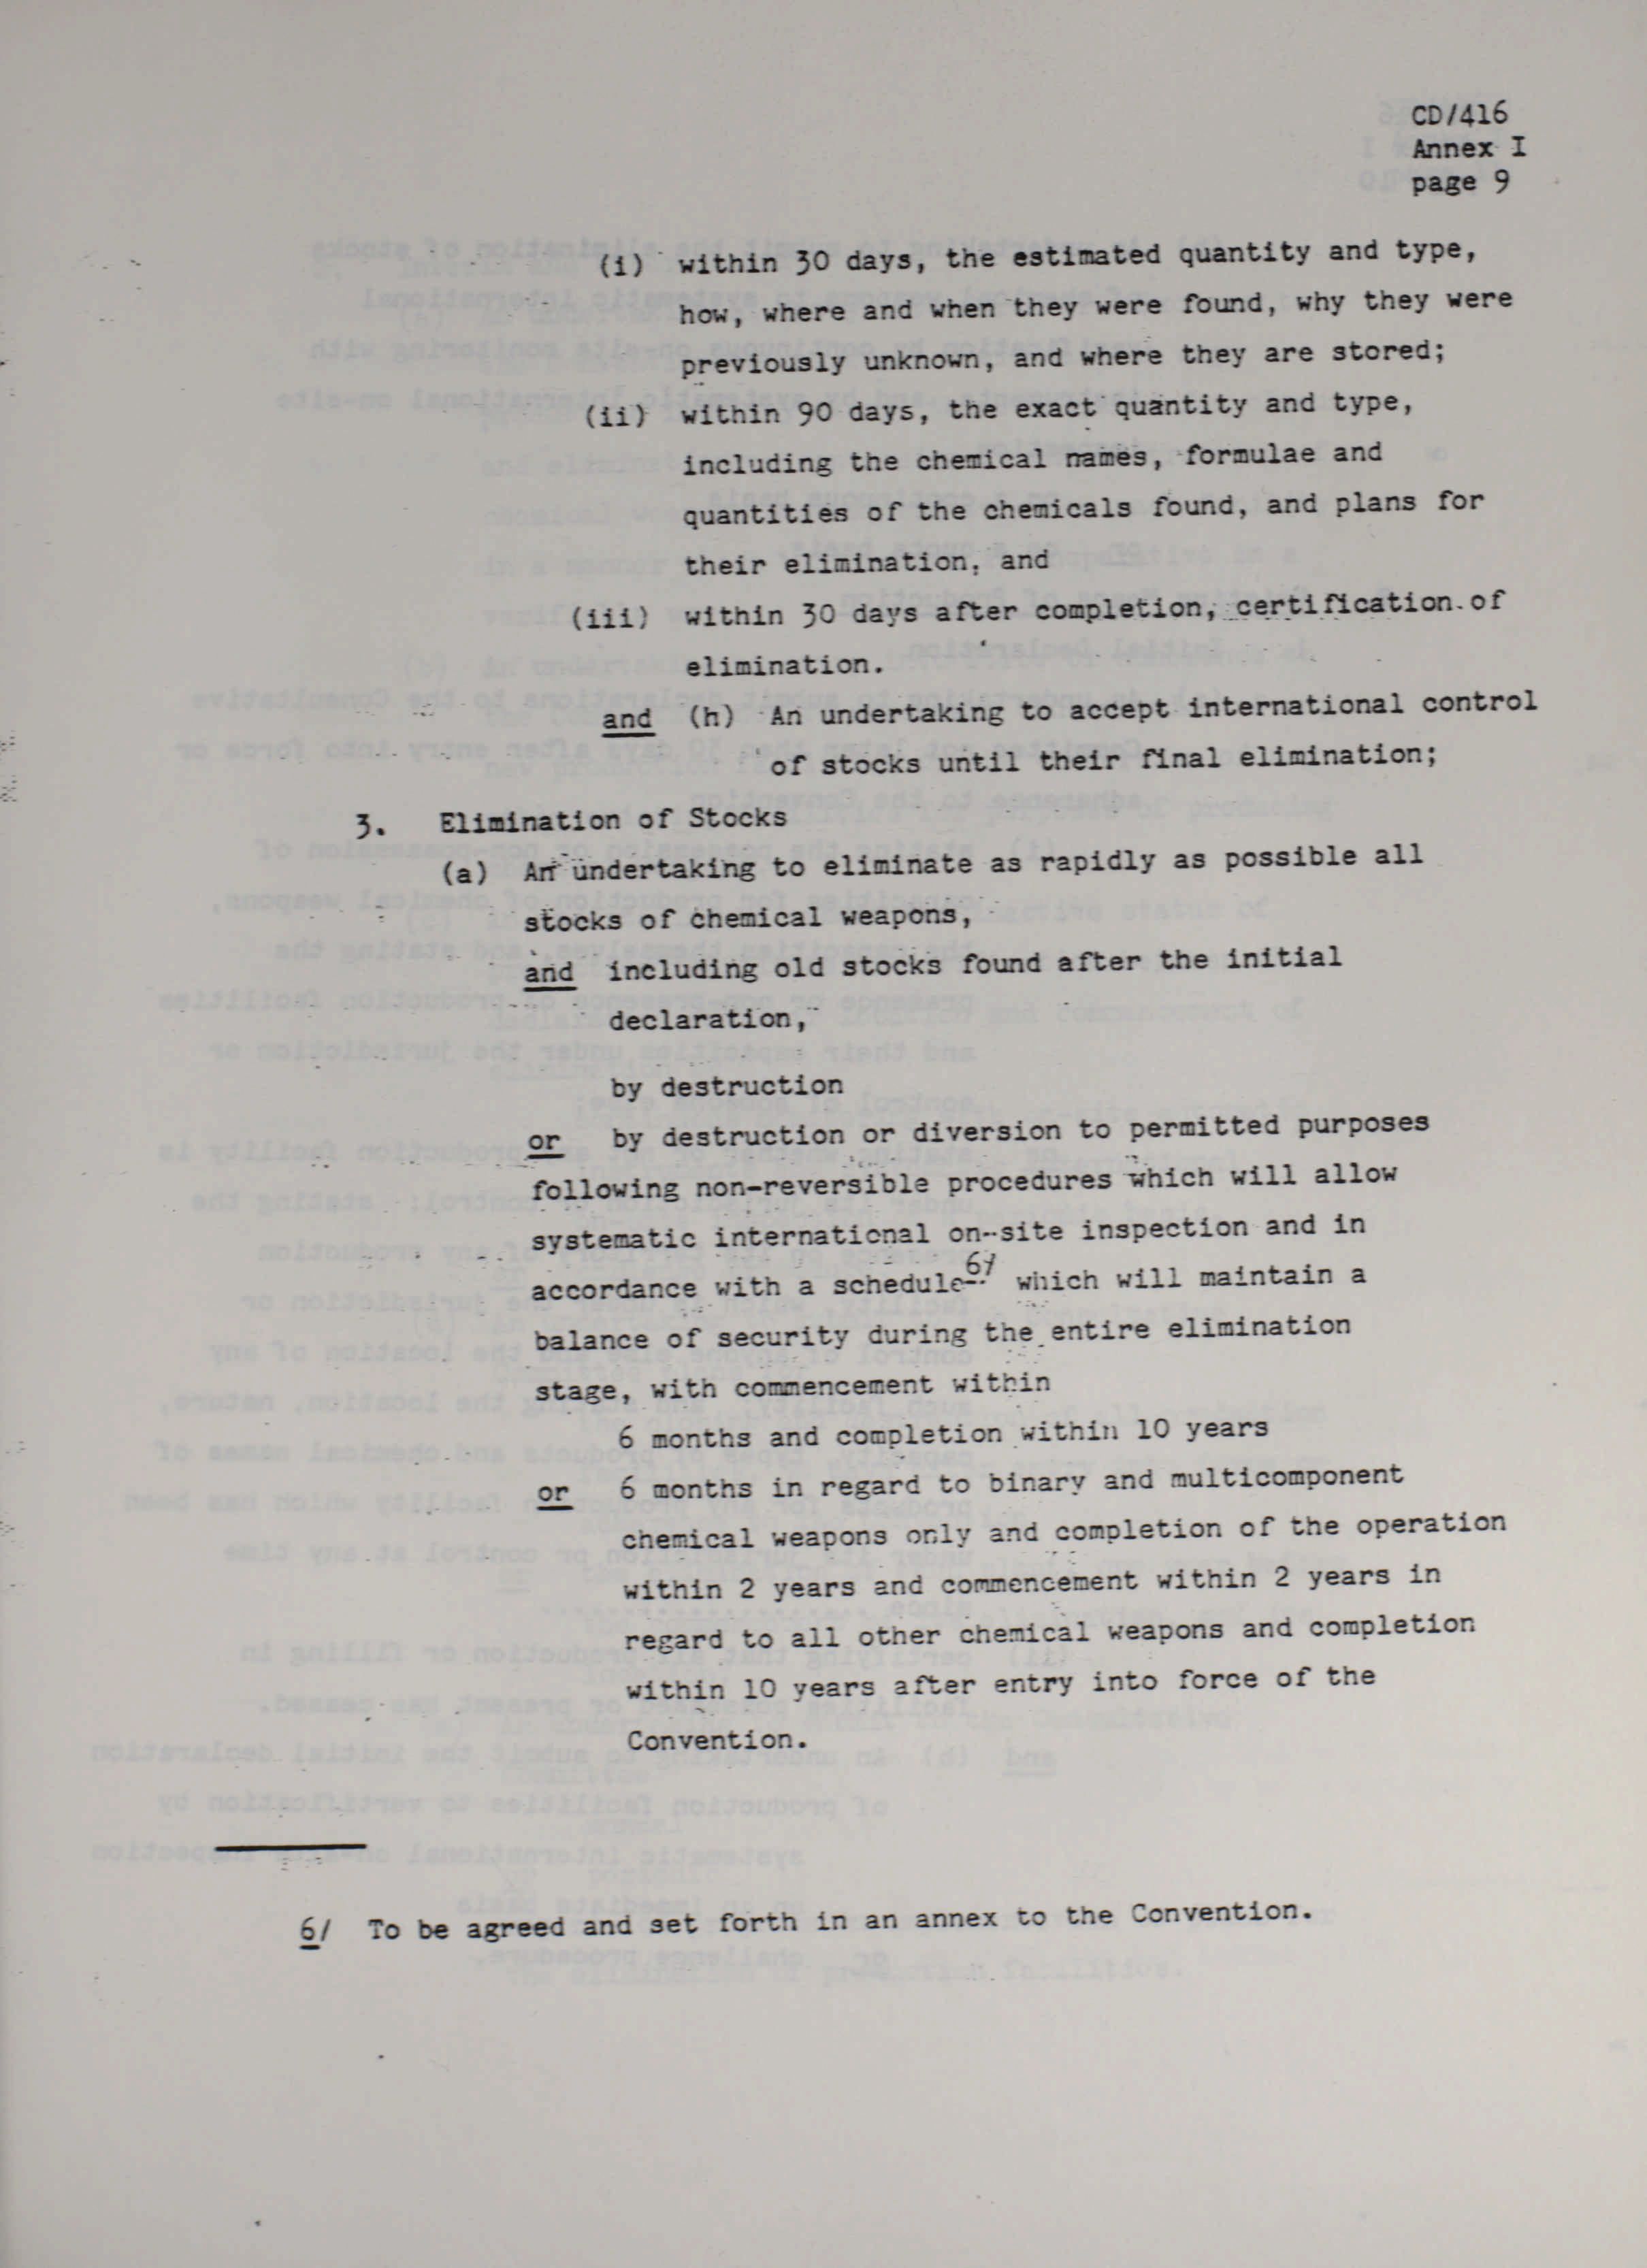 CD/416
Annex I
page 9
(i) within 30 days, the estimated quantity and type,
how, where and when they were found, why they were
previously unknown, and where they are stored;
(ii) within 90 days, the exact quantity and type,
including the chemical names, formulae and
quantities of the chemicals found, and plans for
their elimination, and
(iii) within 30 days after completion, certification of
elimination.
and (h) An undertaking to accept international control
of stocks until their final elimination;
3. Elimination of Stocks
(a) An undertaking to eliminate as rapidly as possible all
stocks of chemical weapons,
and including old stocks found after the initial
declaration,
by destruction
or by destruction or diversion to permitted purposes
following non-reversible procedures which will allow
systematic international on-site inspection and in
accordance with a schedule 6/ which will maintain a
balance of security during the entire elimination
stage, with commencement within
6 months and completion within 10 years
or 6 months in regard to binary and multicomponent
chemical weapons only and completion of the operation
within 2 years and commencement within 2 years in
regard to all other chemical weapons and completion
within 10 years after entry into force of the
Convention.
6/ To be agreed and set forth in an annex to the Convention.